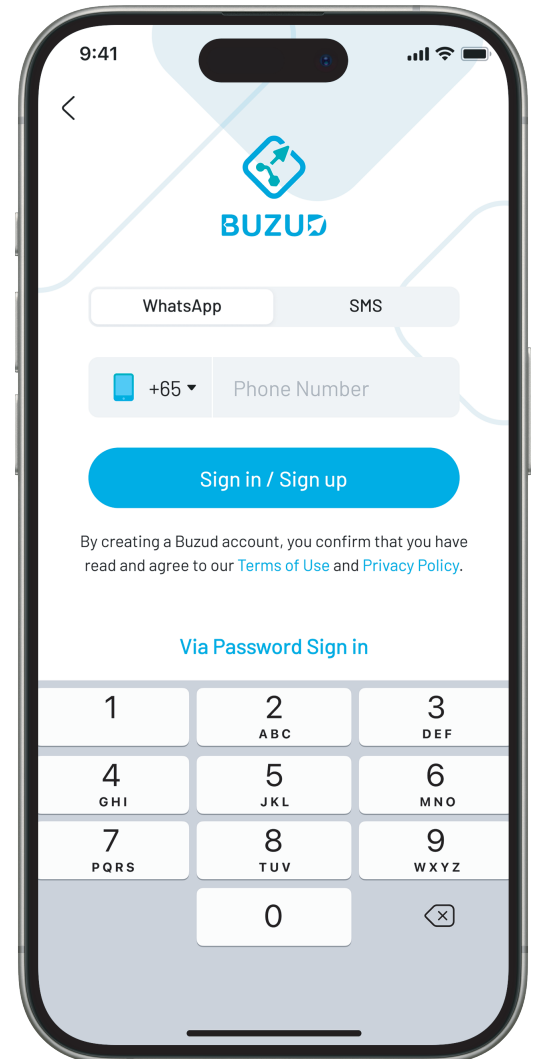 9:41
BUZUD
WhatsApp SMS
+65 Phone Number
Sign in / Sign up
By creating a Buzud account, you confirm that you have
read and agree to our Terms of Use and Privacy Policy.
Via Password Sign in
1 2 3
ABC DEF
4 5 6
GHI JKL MNO
7 8 9
PQRS TUV WXYZ
0